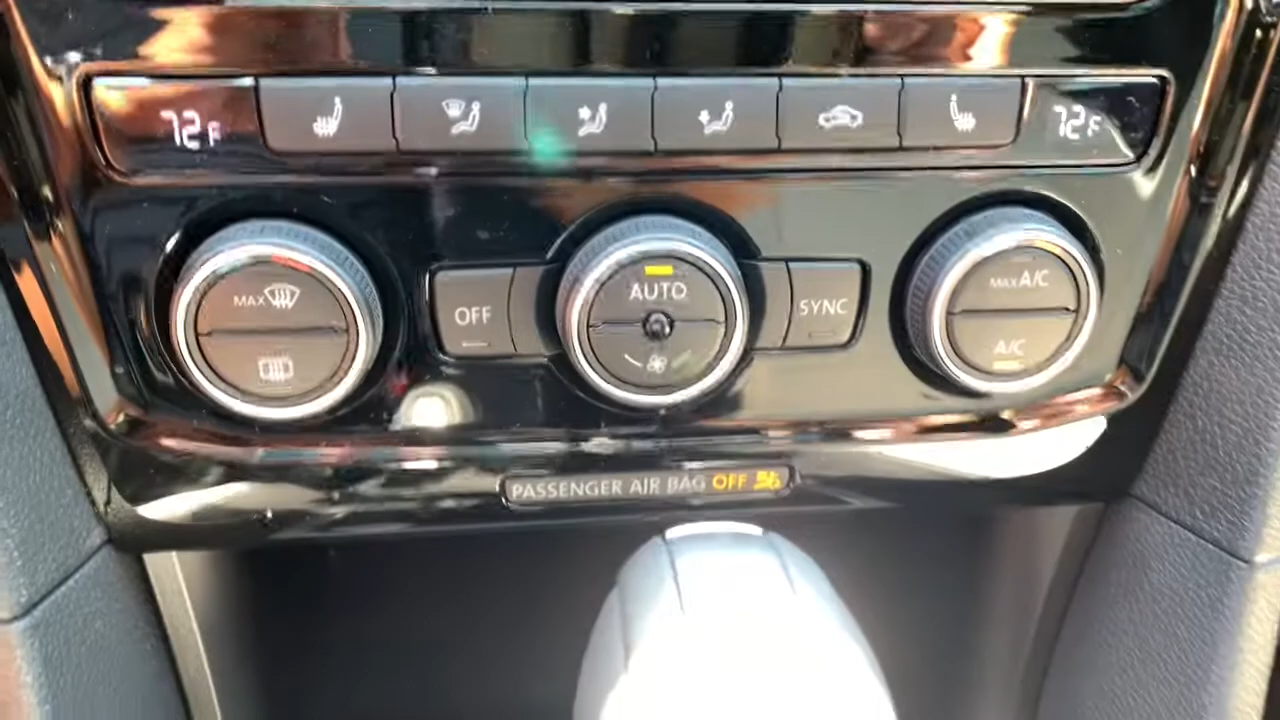 72F
72F
MAX
OFF
AUTO
SYNC
MAX A/C
A/C
PASSENGER AIR BAG OFF